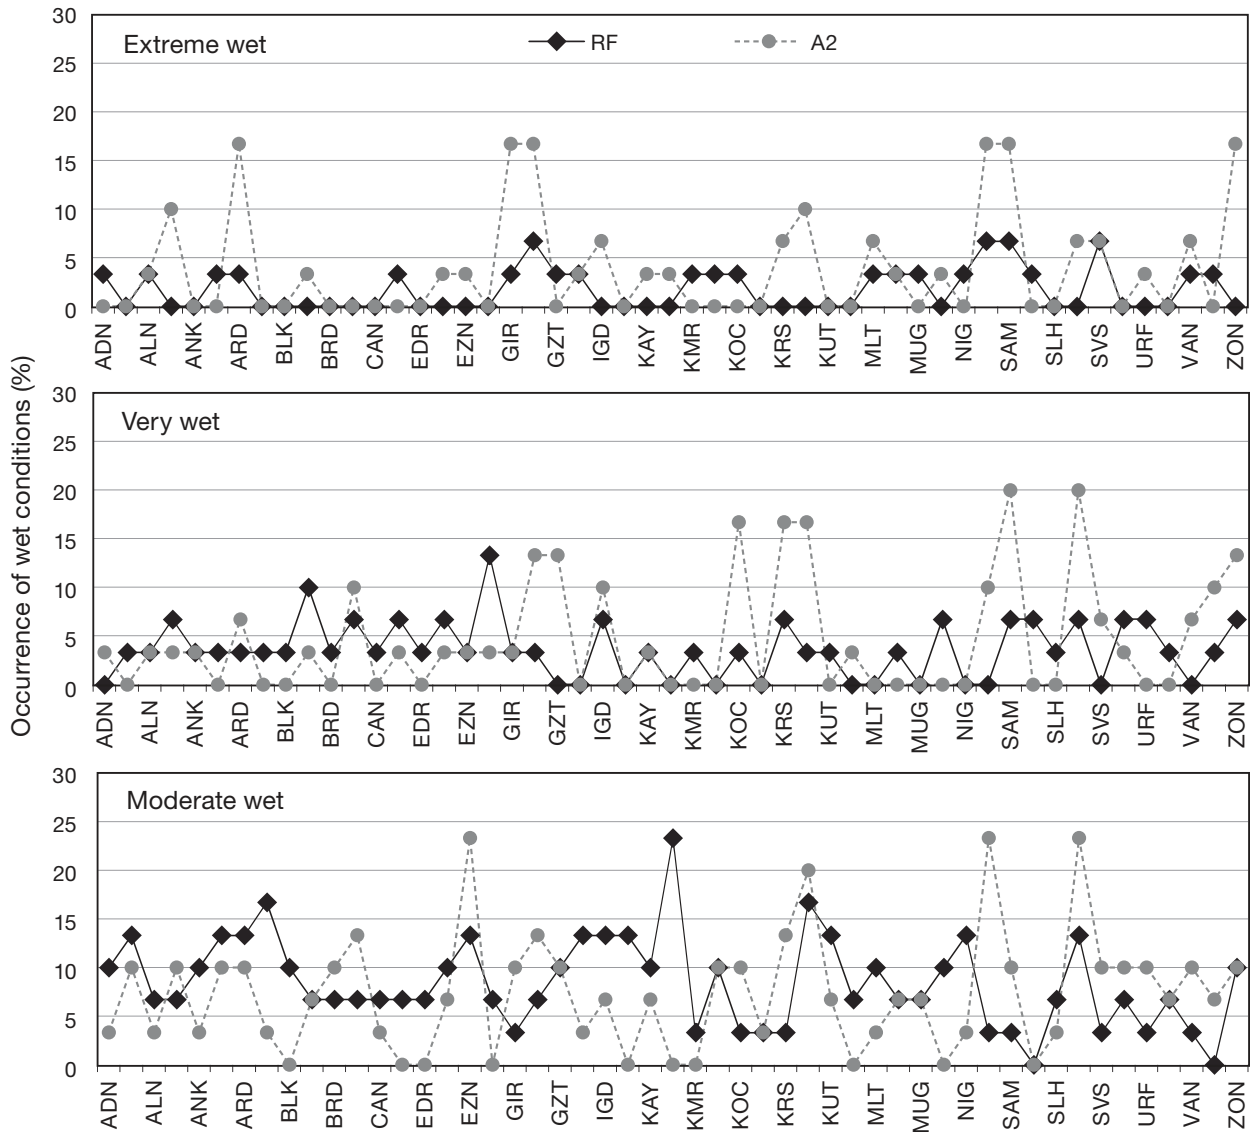 Occurrence of wet conditions (%)
30
25
20
15
10
5
0
Extreme wet
RF
A2
ADN ALN ANK ARD BLK BRD CAN EDR EZN GIR GZT IGD KAY KMR KOC KRS KUT MLT MUG NIG SAM SLH SVS URF VAN ZON
30
25
20
15
10
5
0
Very wet
ADN ALN ANK ARD BLK BRD CAN EDR EZN GIR GZT IGD KAY KMR KOC KRS KUT MLT MUG NIG SAM SLH SVS URF VAN ZON
30
25
20
15
10
5
0
Moderate wet
ADN ALN ANK ARD BLK BRD CAN EDR EZN GIR GZT IGD KAY KMR KOC KRS KUT MLT MUG NIG SAM SLH SVS URF VAN ZON